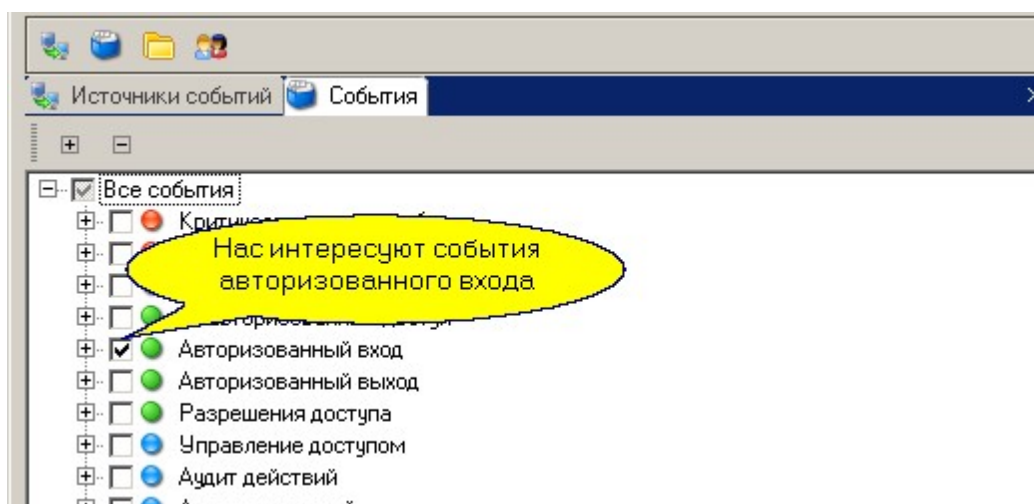 Источники событий События
Все события
Нас интересуют события
авторизованного входа
Авторизованный вход
Авторизованный выход
Разрешения доступа
Управление доступом
Аудит действий